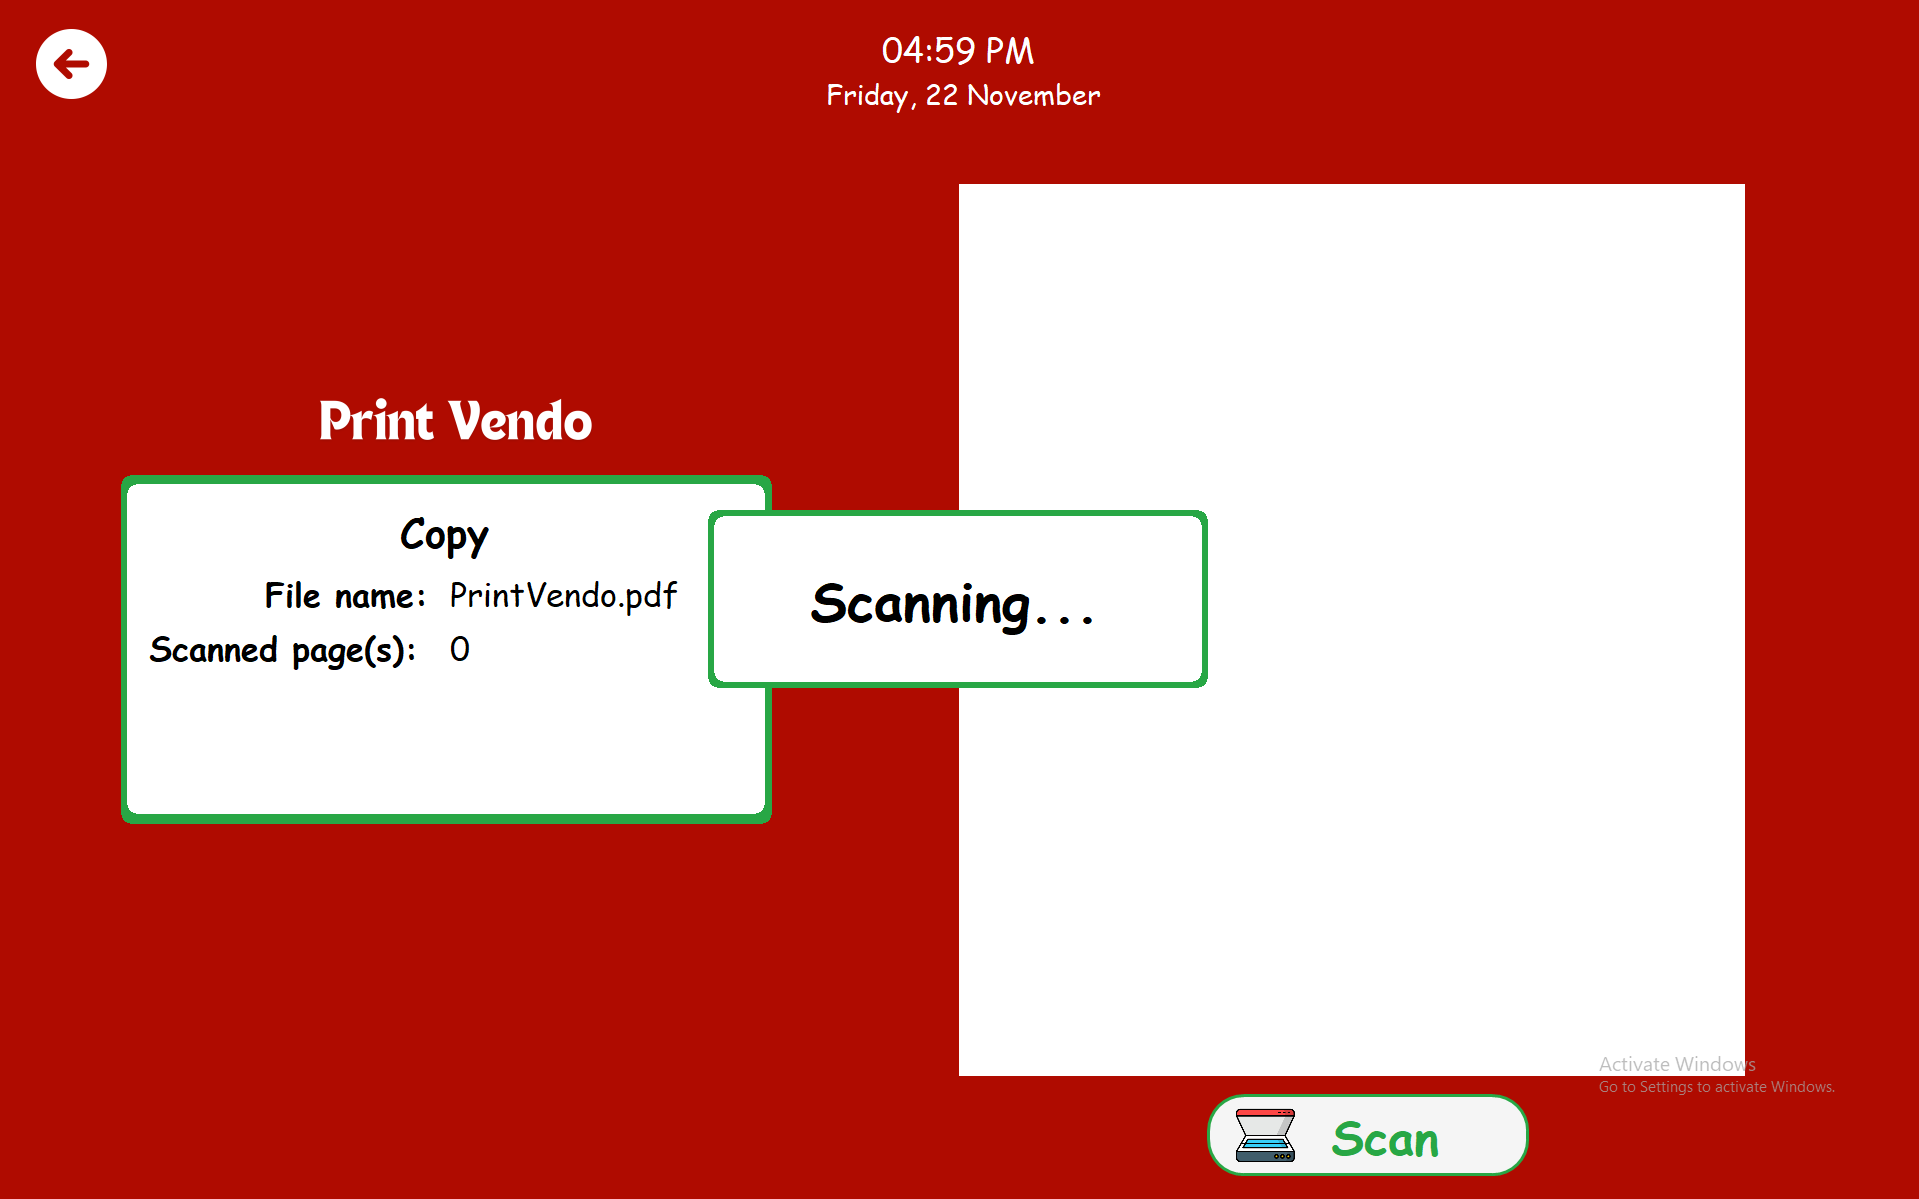 04:59 PM
Friday, 22 November
Print Vendo
Copy
File name: PrintVendo.pdf
Scanned page(s): 0
Scanning...
Activate Windows
Go to Settings to activate Windows.
Scan